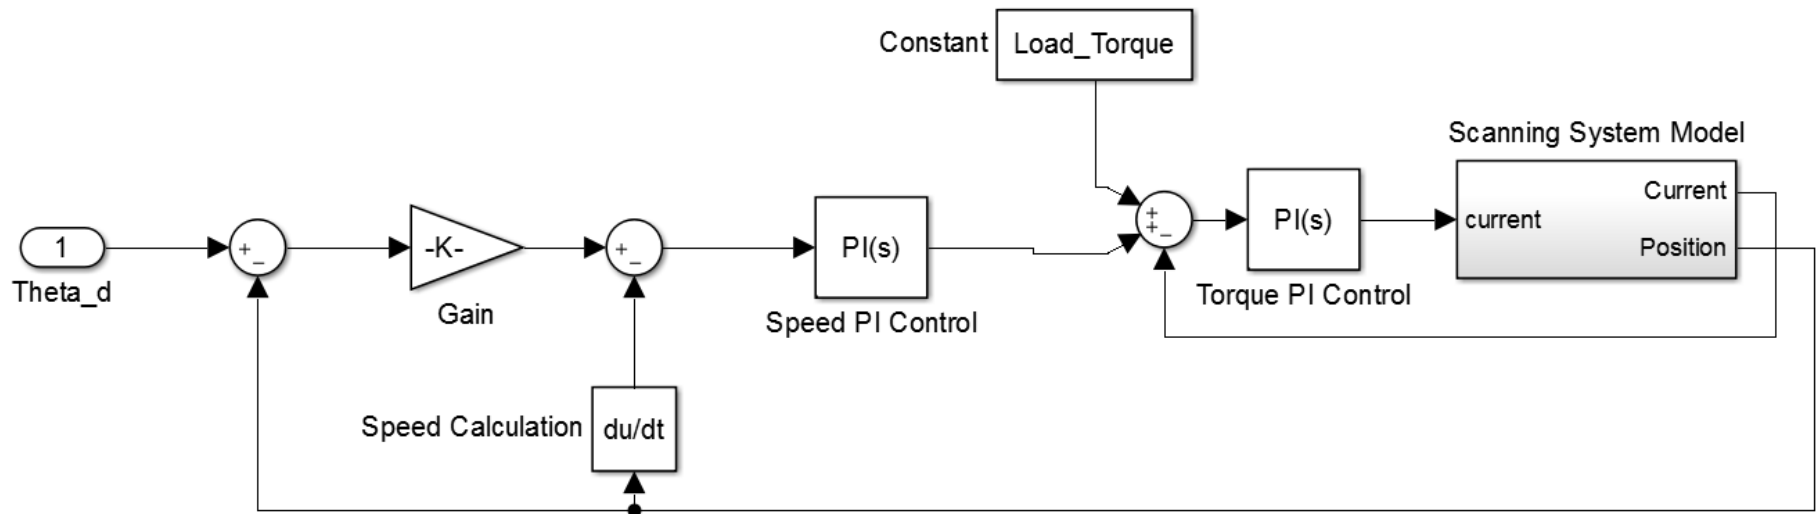 Constant
Load_Torque
Scanning System Model
Current
current
Position
1
Theta_d
+
−
-K-
Gain
+
−
PI(s)
Speed PI Control
+
+
−
PI(s)
Torque PI Control
Speed Calculation
du/dt